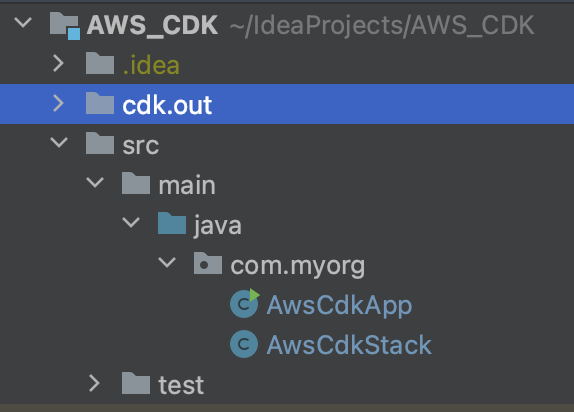 AWS_CDK ~/IdeaProjects/AWS_CDK
.idea
cdk.out
src
main
java
com.myorg
AwsCdkApp
AwsCdkStack
test